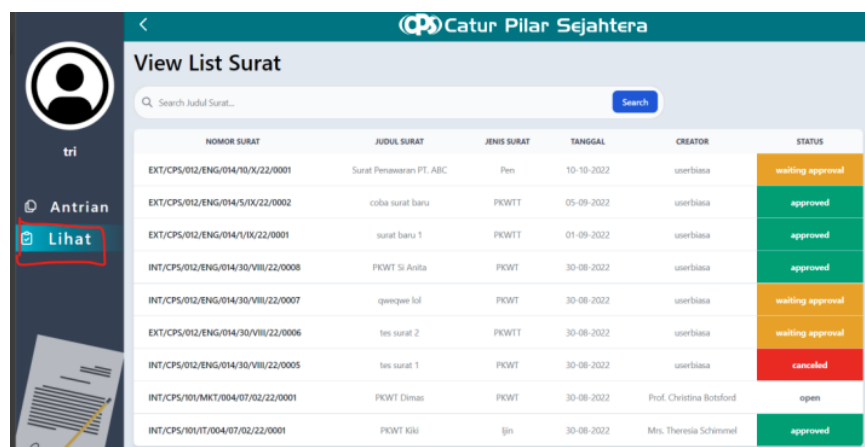 CPS Catur Pilar Sejahtera
tri
Antrian
Lihat
View List Surat
Search Judul Surat...
Search
NOMOR SURAT JUDUL SURAT JENIS SURAT TANGGAL CREATOR STATUS
EXT/CPS/012/ENG/014/10/X/22/0001 Surat Penawaran PT. ABC Pen 10-10-2022 userbiasa waiting approval
EXT/CPS/012/ENG/014/5/IX/22/0002 coba surat baru PKWTT 05-09-2022 userbiasa approved
EXT/CPS/012/ENG/014/1/IX/22/0001 surat baru 1 PKWTT 01-09-2022 userbiasa approved
INT/CPS/012/ENG/014/30/VIII/22/0008 PKWT Si Anita PKWT 30-08-2022 userbiasa approved
INT/CPS/012/ENG/014/30/VIII/22/0007 qweqwe lol PKWT 30-08-2022 userbiasa waiting approval
EXT/CPS/012/ENG/014/30/VIII/22/0006 tes surat 2 PKWTT 30-08-2022 userbiasa waiting approval
INT/CPS/012/ENG/014/30/VIII/22/0005 tes surat 1 PKWT 30-08-2022 userbiasa canceled
INT/CPS/101/MKT/004/07/02/22/0001 PKWT Dimas PKWT 30-08-2022 Prof. Christina Botsford open
INT/CPS/101/IT/004/07/02/22/0001 PKWT Kiki Ijin 30-08-2022 Mrs. Theresia Schimmel approved